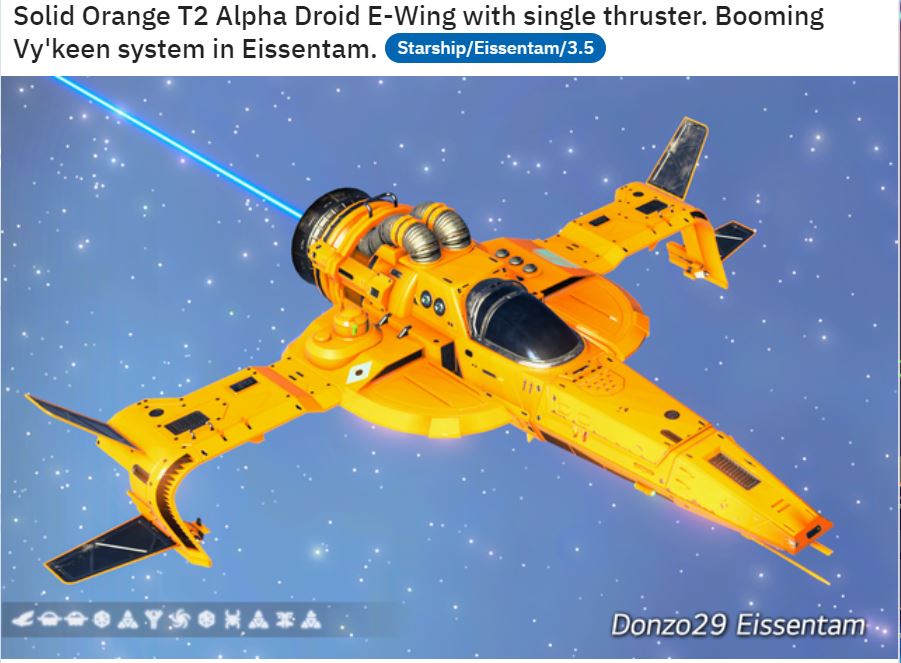 Solid Orange T2 Alpha Droid E-Wing with single thruster. Booming
Vy'keen system in Eissentam. Starship/Eissentam/3.5
11
Donzo29 Eissentam